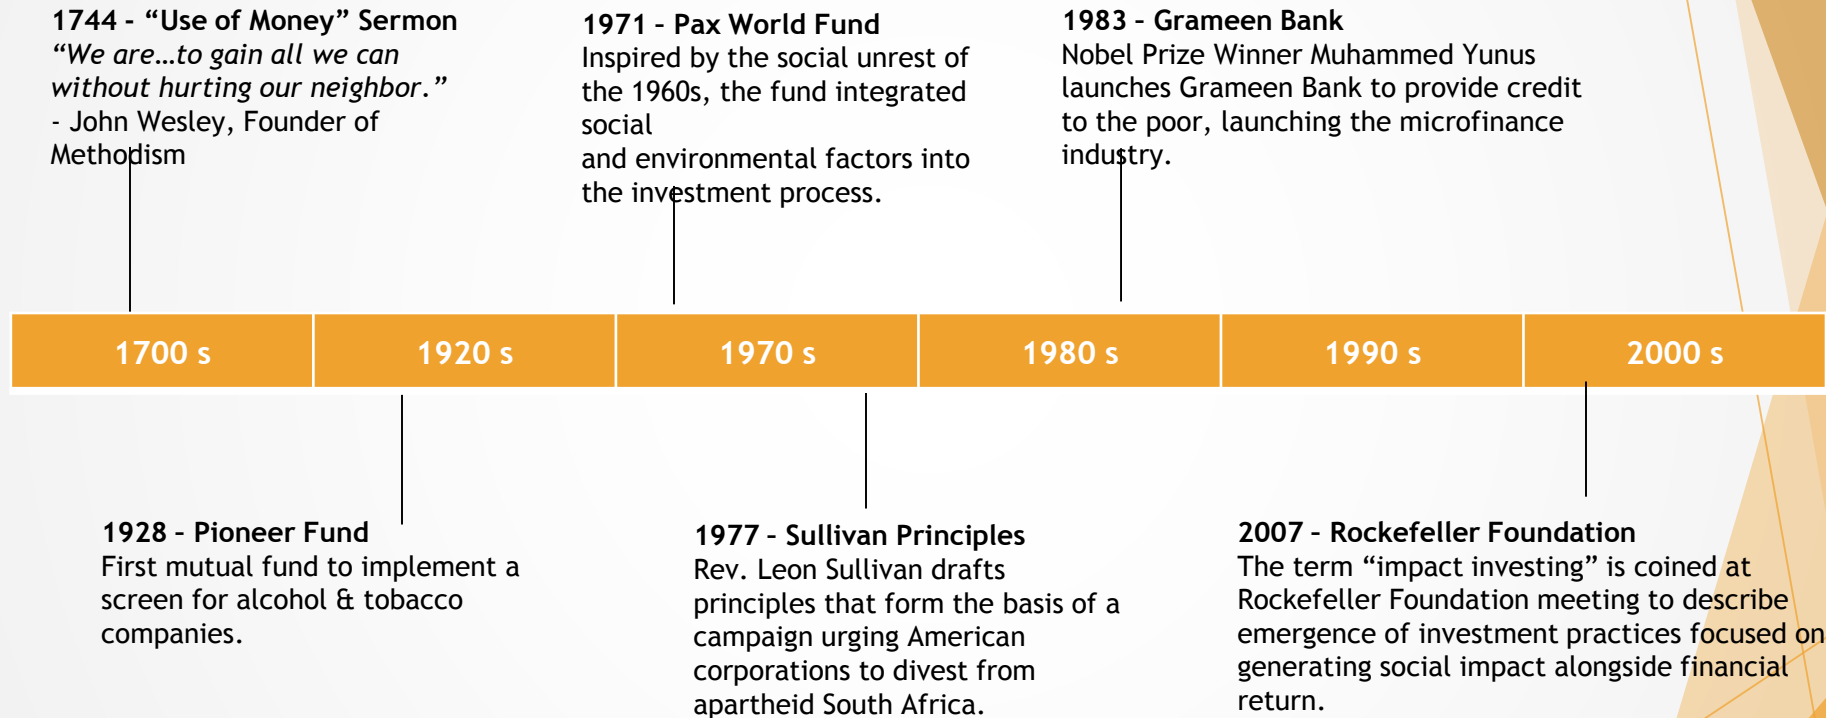 1744 - “Use of Money” Sermon
“We are…to gain all we can
without hurting our neighbor.”
- John Wesley, Founder of
Methodism
1971 – Pax World Fund
Inspired by the social unrest of
the 1960s, the fund integrated
social
and environmental factors into
the investment process.
1983 – Grameen Bank
Nobel Prize Winner Muhammed Yunus
launches Grameen Bank to provide credit
to the poor, launching the microfinance
industry.
1700 s
1920 s
1970 s
1980 s
1990 s
2000 s
1928 – Pioneer Fund
First mutual fund to implement a
screen for alcohol & tobacco
companies.
1977 – Sullivan Principles
Rev. Leon Sullivan drafts
principles that form the basis of a
campaign urging American
corporations to divest from
apartheid South Africa.
2007 – Rockefeller Foundation
The term “impact investing” is coined at
Rockefeller Foundation meeting to describe
emergence of investment practices focused on
generating social impact alongside financial
return.